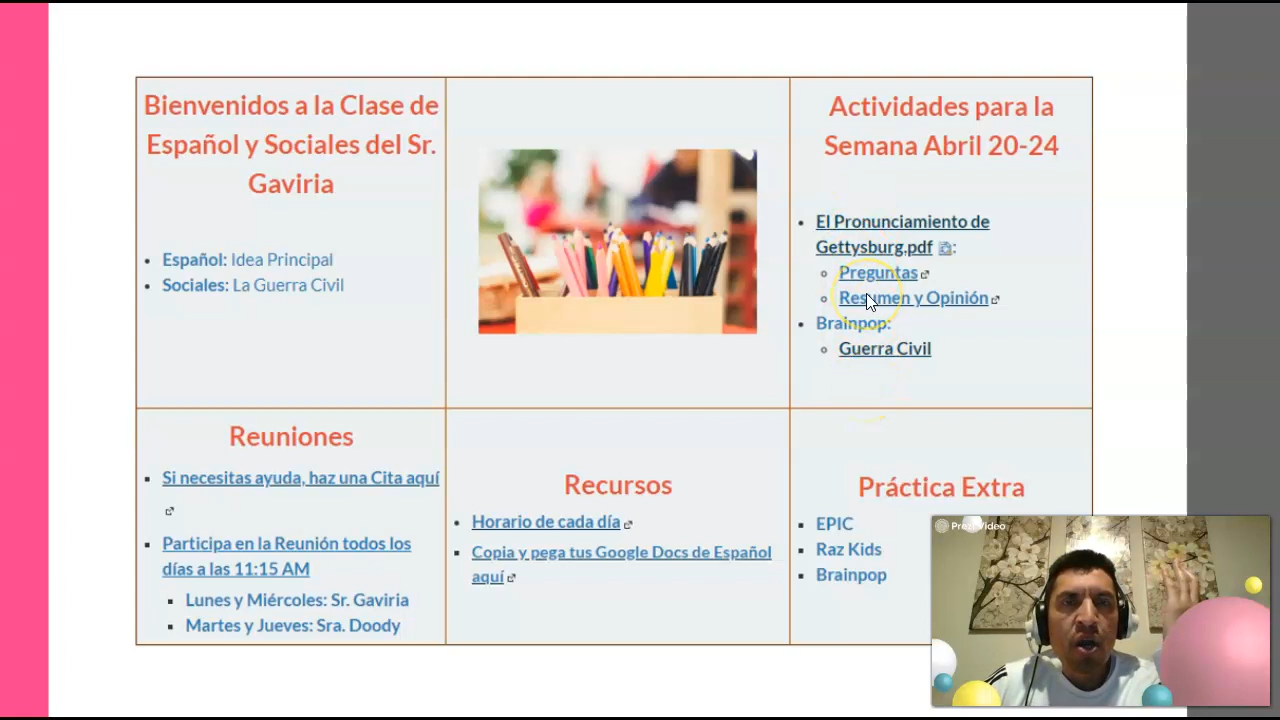 Bienvenidos a la Clase de
Español y Sociales del Sr.
Gaviria
Español: Idea Principal
Sociales: La Guerra Civil
Actividades para la
Semana Abril 20-24
El Pronunciamiento de
Gettysburg.pdf :
Preguntas
Resumen y Opinión
Brainpop:
Guerra Civil
Reuniones
Si necesitas ayuda, haz una Cita aquí
Participa en la Reunión todos los
días a las 11:15 AM
Lunes y Miércoles: Sr. Gaviria
Martes y Jueves: Sra. Doody
Recursos
Horario de cada día
Copia y pega tus Google Docs de Español
aquí
Práctica Extra
EPIC
Raz Kids
Brainpop
Prezi Video